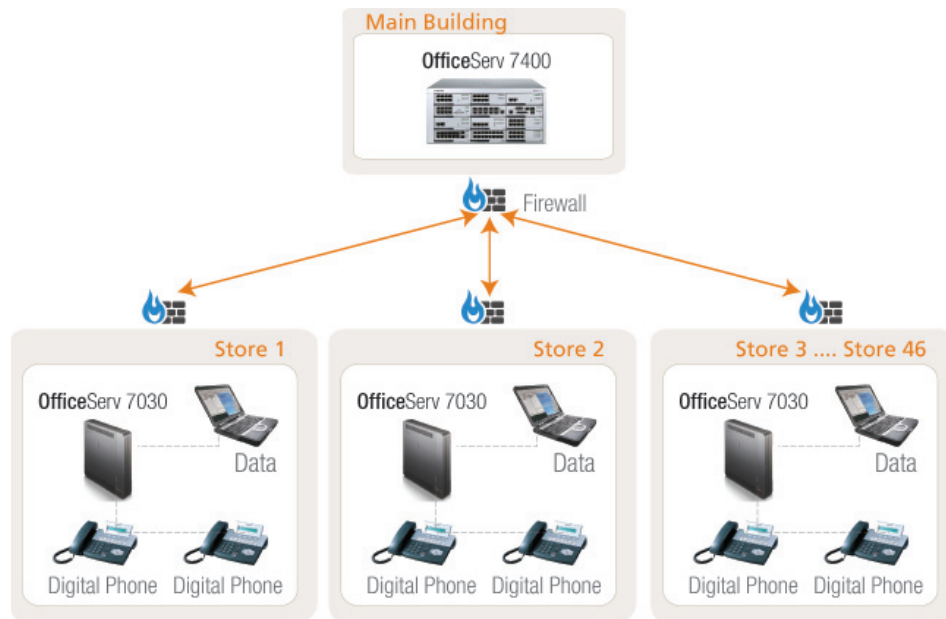 Main Building
OfficeServ 7400
Firewall
Store 1
OfficeServ 7030
Data
Digital Phone Digital Phone
Store 2
OfficeServ 7030
Data
Digital Phone Digital Phone
Store 3 .... Store 46
OfficeServ 7030
Data
Digital Phone Digital Phone